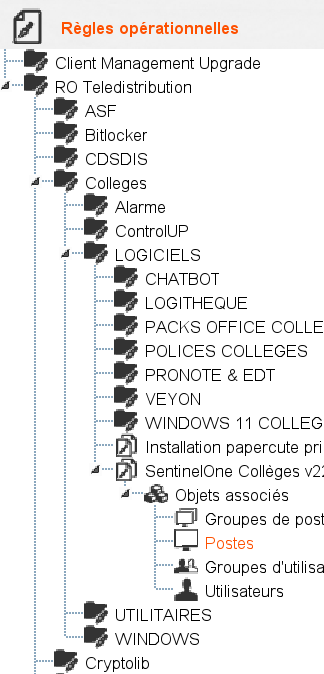 Règles opérationnelles
Client Management Upgrade
RO Teledistribution
ASF
Bitlocker
CDSDIS
Colleges
Alarme
ControlUP
LOGICIELS
CHATBOT
LOGITHEQUE
PACKS OFFICE COLLE
POLICES COLLEGES
PRONOTE & EDT
VEYON
WINDOWS 11 COLLEG
Installation papercute pri
SentinelOne Collèges v22
Objets associés
Groupes de post
Postes
Groupes d'utilisa
Utilisateurs
UTILITAIRES
WINDOWS
Cryptolib